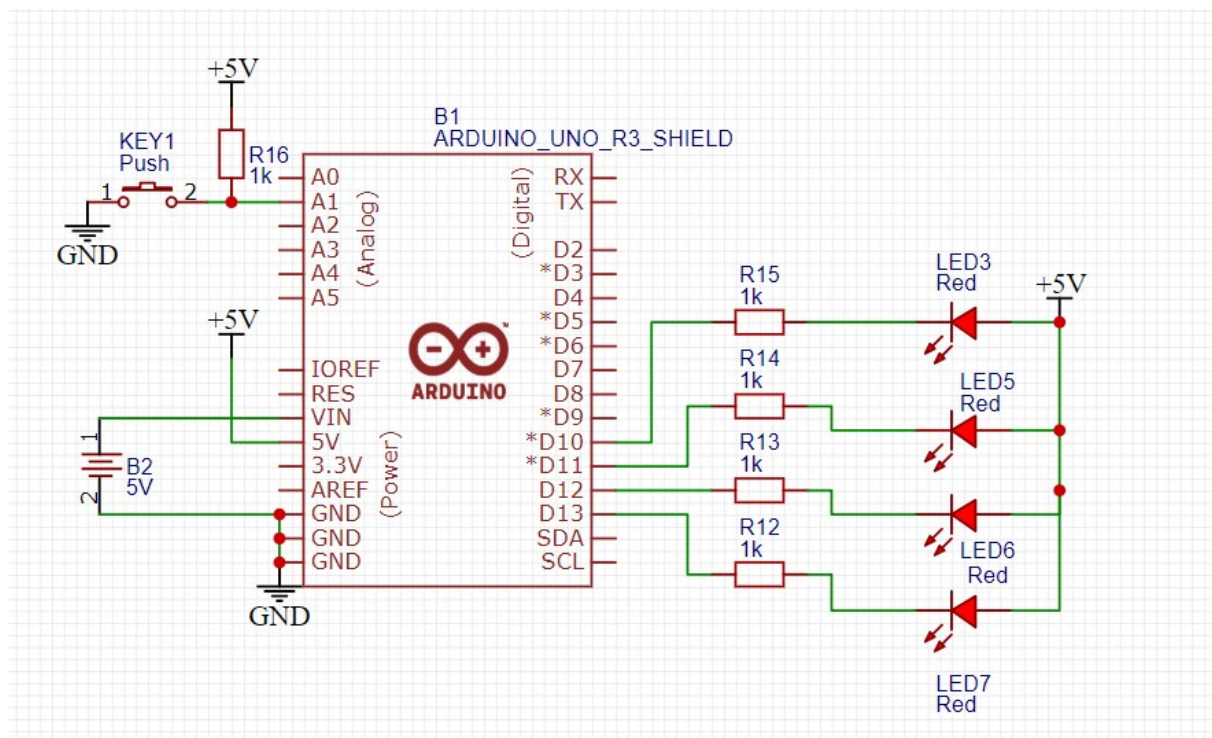 +5V
B1
ARDUINO_UNO_R3_SHIELD
KEY1
Push
R16
1k
1
2
GND
A0
A1
A2
A3
A4
A5
(Analog)
RX
TX
(Digital)
D2
*D3
D4
*D5
*D6
D7
D8
*D9
*D10
*D11
D12
D13
SDA
SCL
+5V
IOREF
RES
VIN
5V
3.3V
AREF
GND
GND
GND
(Power)
ARDUINO
1
B2
5V
2
GND
R15
1k
R14
1k
R13
1k
R12
1k
LED3
Red
+5V
LED5
Red
LED6
Red
LED7
Red